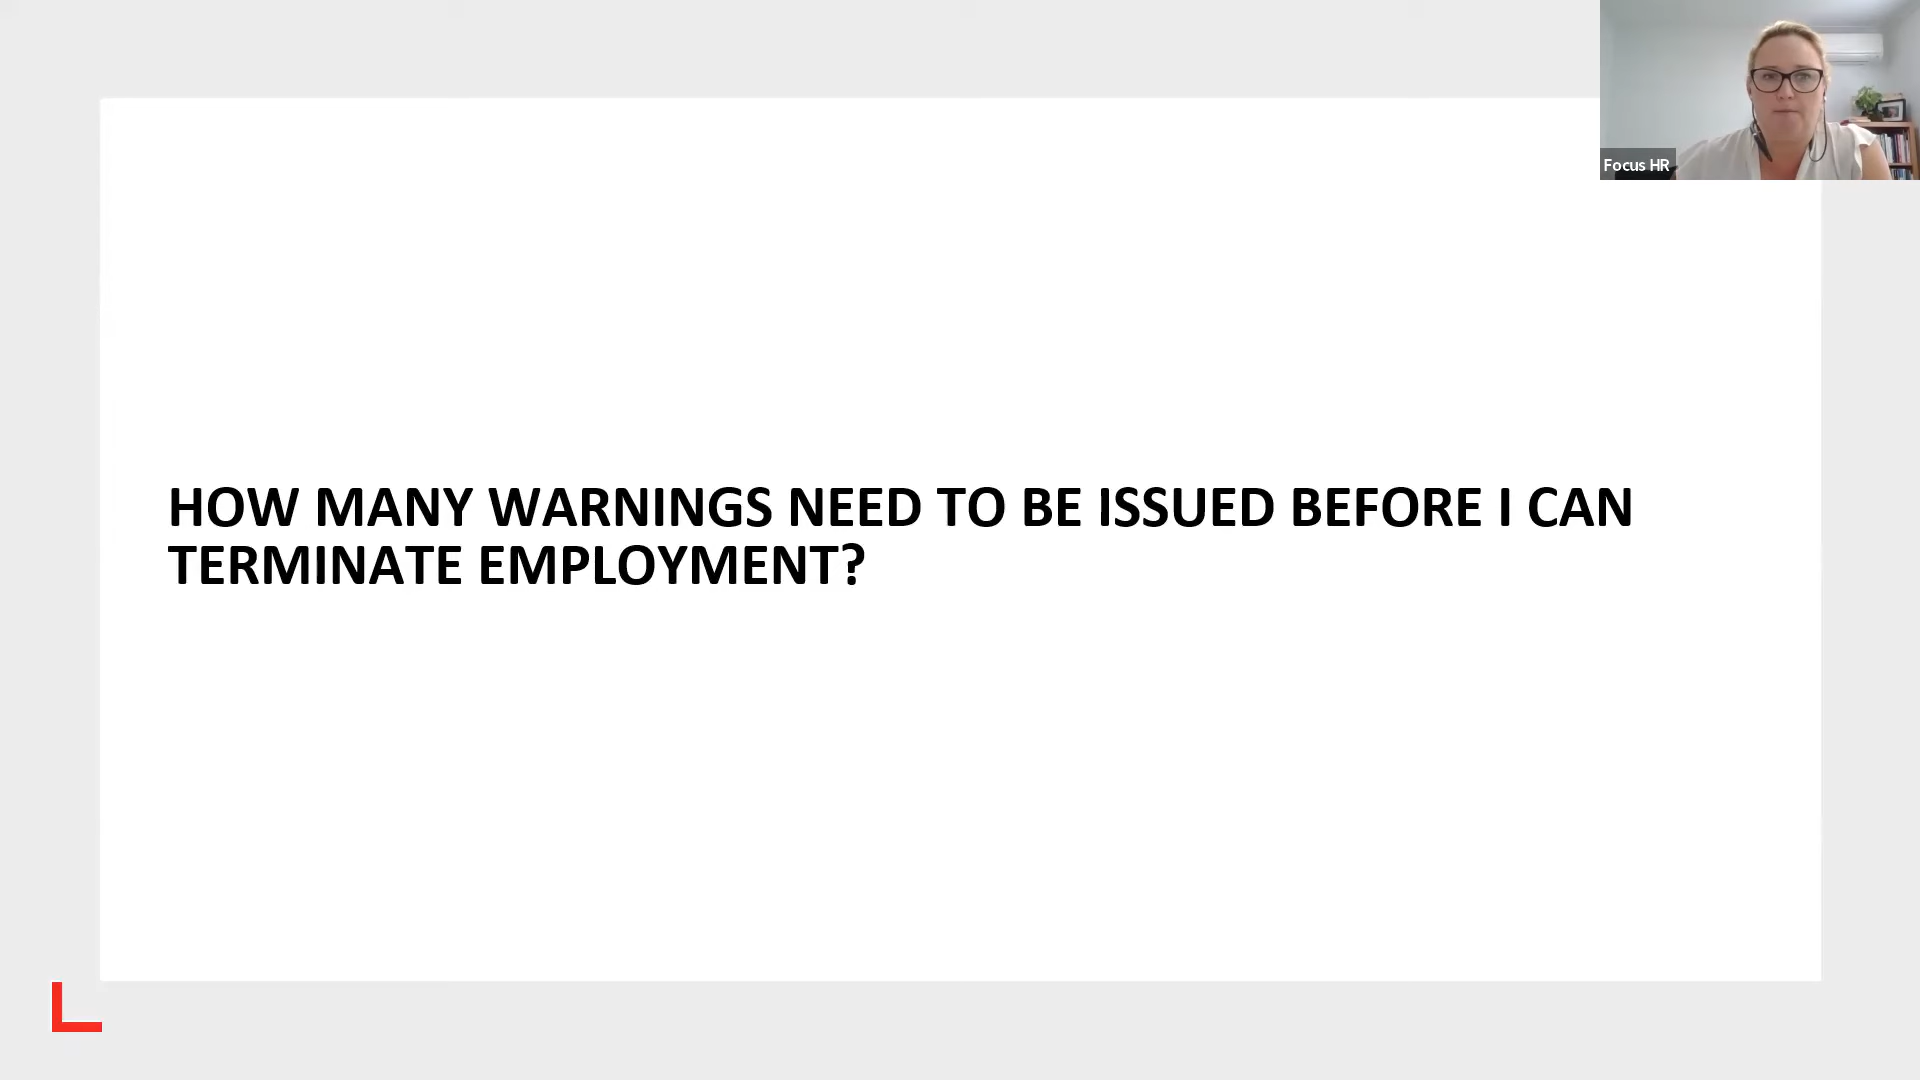 Focus HR
HOW MANY WARNINGS NEED TO BE ISSUED BEFORE I CAN
TERMINATE EMPLOYMENT?